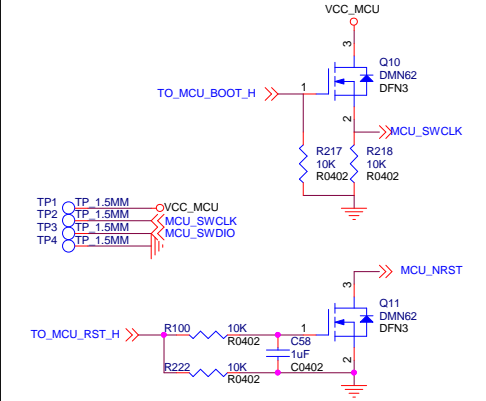 VCC_MCU
3
Q10
DMN62
DFN3
TO_MCU_BOOT_H
1
2
MCU_SWCLK
R217
10K
R0402
R218
10K
R0402
TP1 TP_1.5MM VCC_MCU
TP2 TP_1.5MM MCU_SWCLK
TP3 TP_1.5MM MCU_SWDIO
TP4 TP_1.5MM
MCU_NRST
3
Q11
DMN62
DFN3
TO_MCU_RST_H
R100 10K
R0402
1
2
C58
1uF
C0402
R222 10K
R0402